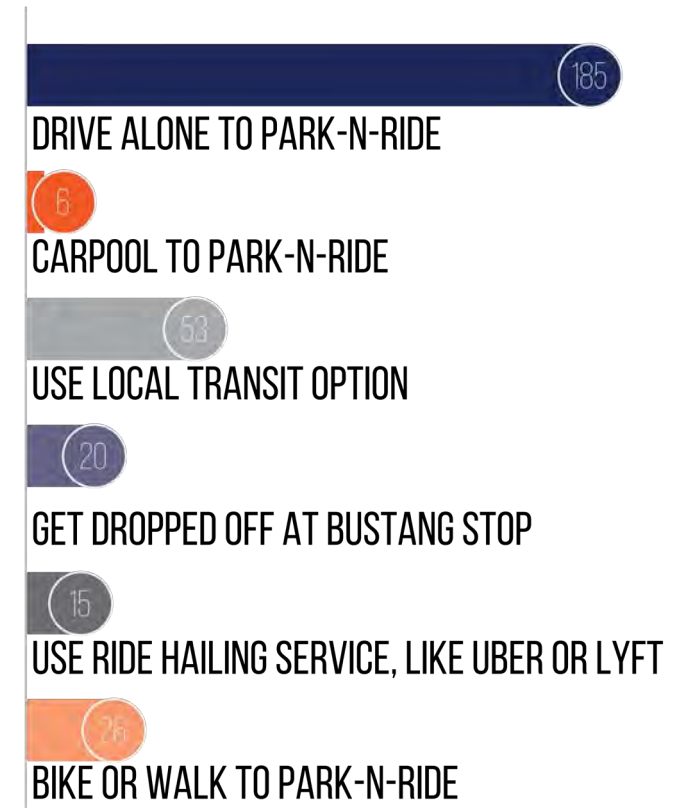 185
DRIVE ALONE TO PARK-N-RIDE
6
CARPOOL TO PARK-N-RIDE
53
USE LOCAL TRANSIT OPTION
20
GET DROPPED OFF AT BUSTANG STOP
15
USE RIDE HAILING SERVICE, LIKE UBER OR LYFT
26
BIKE OR WALK TO PARK-N-RIDE